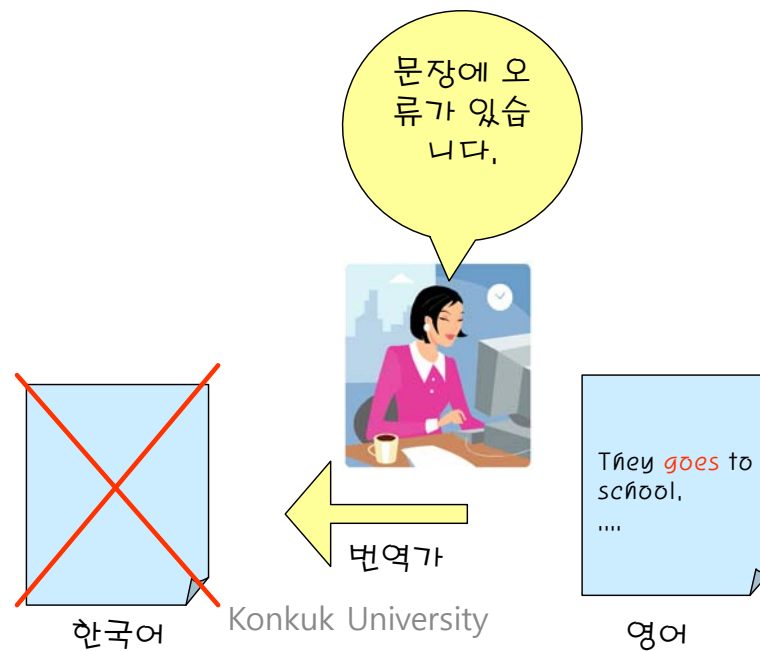 문장에 오
류가 있습
니다.
They goes to
school.
....
번역가
한국어
Konkuk University
영어